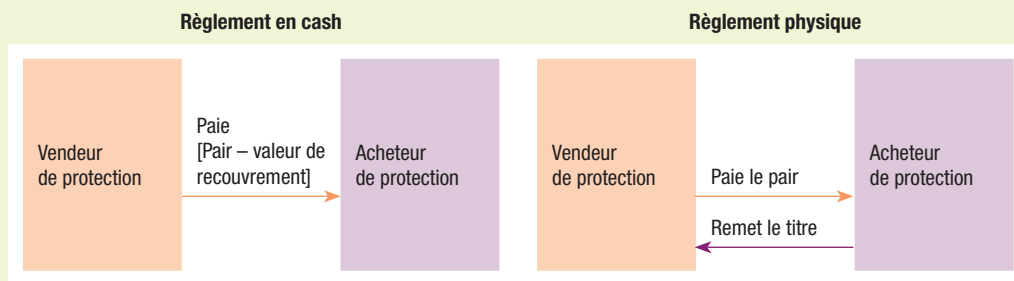 Règlement en cash
Vendeur
de protection
Paie
[Pair – valeur de
recouvrement]
Acheteur
de protection
Règlement physique
Vendeur
de protection
Paie le pair
Remet le titre
Acheteur
de protection